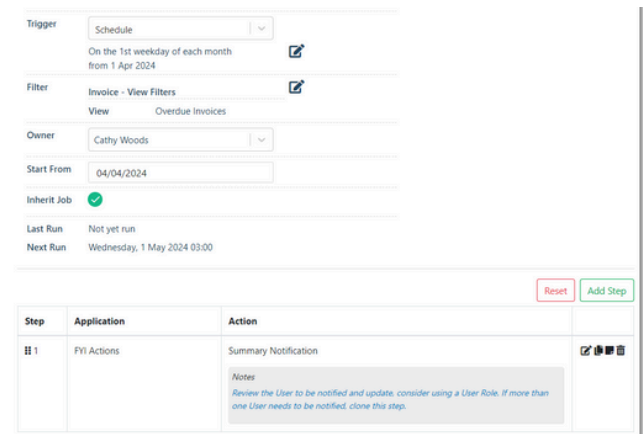 Trigger
Schedule
On the 1st weekday of each month
from 1 Apr 2024
Filter
Invoice - View Filters
View Overdue Invoices
Owner
Cathy Woods
Start From
04/04/2024
Inherit Job
Last Run Not yet run
Next Run Wednesday, 1 May 2024 03:00
Reset Add Step
Step Application Action
1 FYI Actions Summary Notification
Notes
Review the User to be notified and update, consider using a User Role. If more than
one User needs to be notified, clone this step.